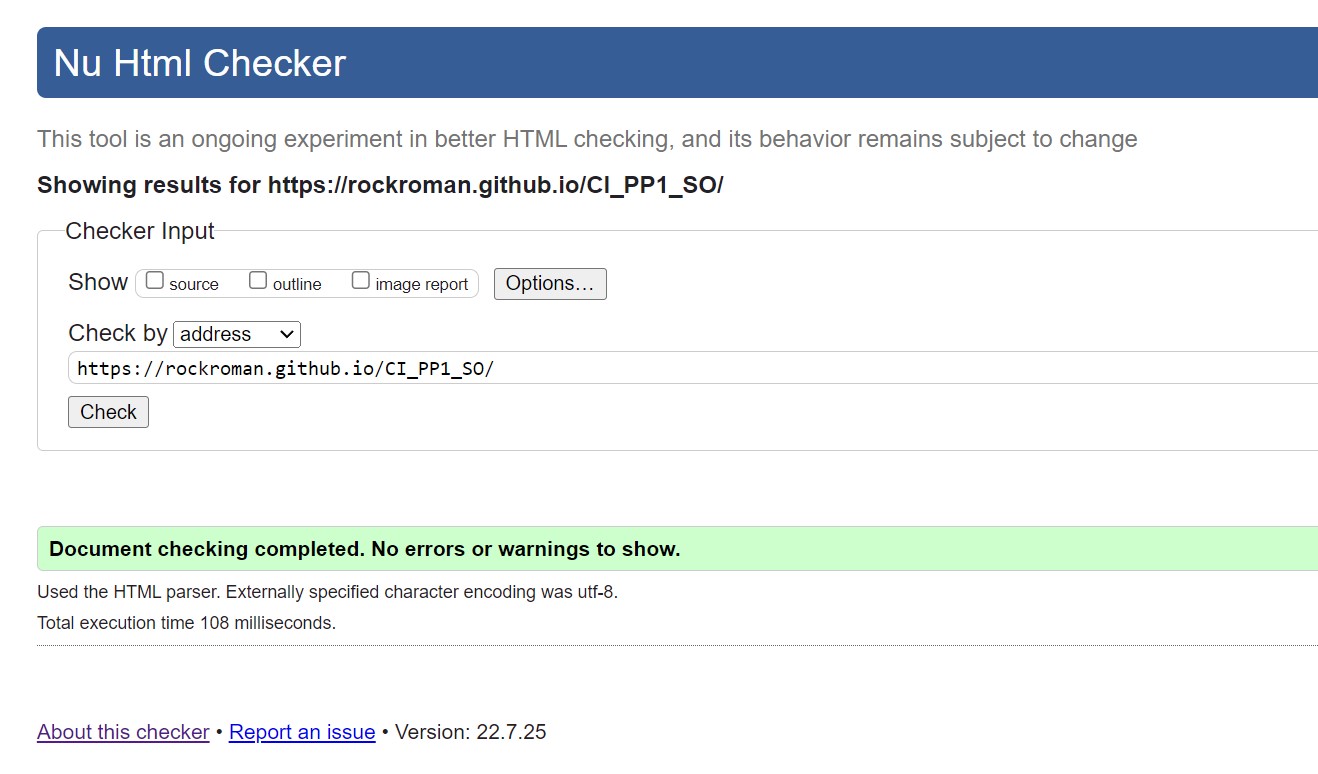 Nu Html Checker
This tool is an ongoing experiment in better HTML checking, and its behavior remains subject to change
Showing results for https://rockroman.github.io/CI_PP1_SO/
Checker Input
Show source outline image report Options…
Check by address
https://rockroman.github.io/CI_PP1_SO/
Check
Document checking completed. No errors or warnings to show.
Used the HTML parser. Externally specified character encoding was utf-8.
Total execution time 108 milliseconds.
About this checker • Report an issue • Version: 22.7.25